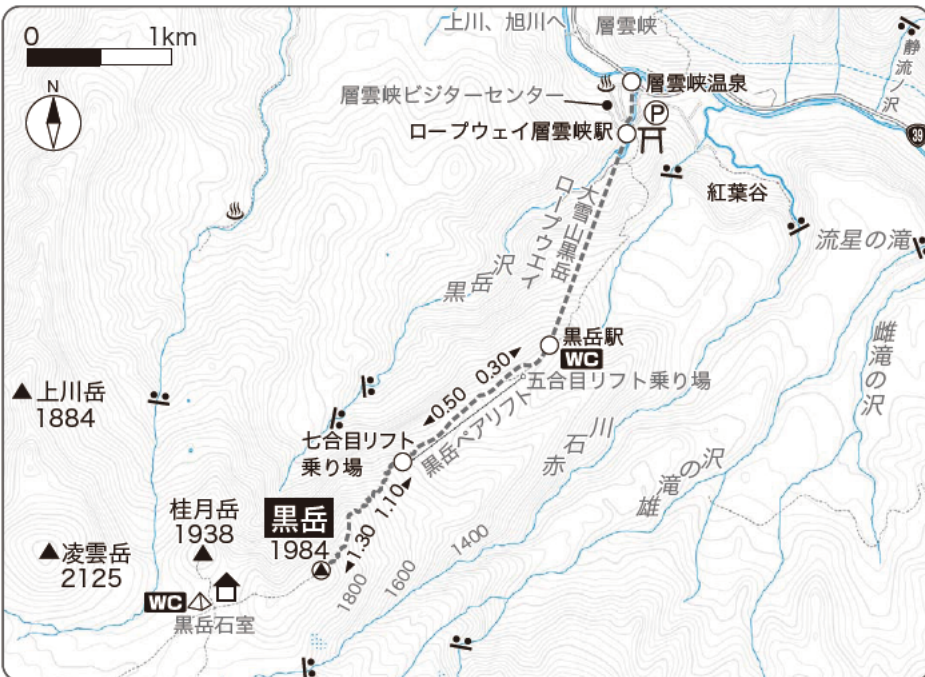 0 1km
N
上川、旭川へ
層雲峡
静流ノ沢
層雲峡ビジターセンター
層雲峡温泉
P
ロープウェイ層雲峡駅
39
紅葉谷
大雪山黒岳
ロープウエイ
流星の滝
黒岳沢
雌滝の沢
黒岳駅
WC
五合目リフト乗り場
0.30
0.50
黒岳ペアリフト
上川岳
1884
七合目リフト
乗り場
赤石川
雄滝の沢
1.10
桂月岳
1938
黒岳
1984
1.30
凌雲岳
2125
1400
1600
1800
WC
黒岳石室